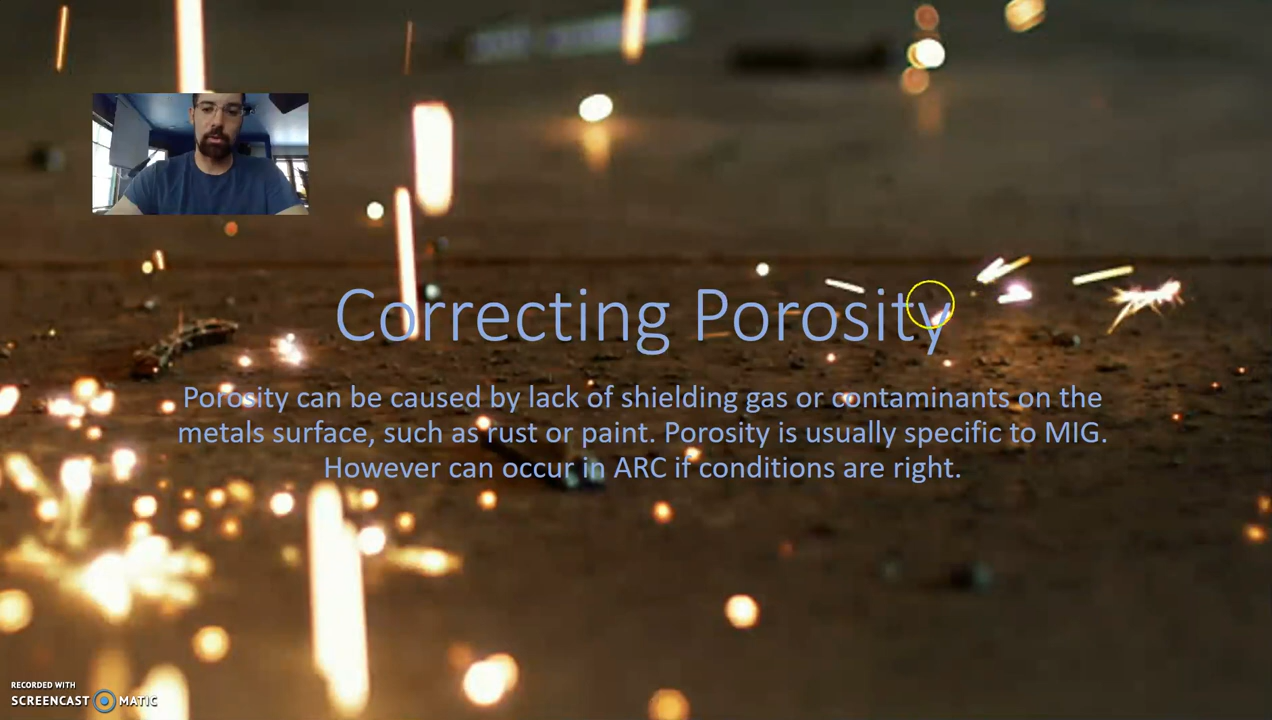 Correcting Porosity
Porosity can be caused by lack of shielding gas or contaminants on the
metals surface, such as rust or paint. Porosity is usually specific to MIG.
However can occur in ARC if conditions are right.
RECORDED WITH
SCREENCAST MATIC